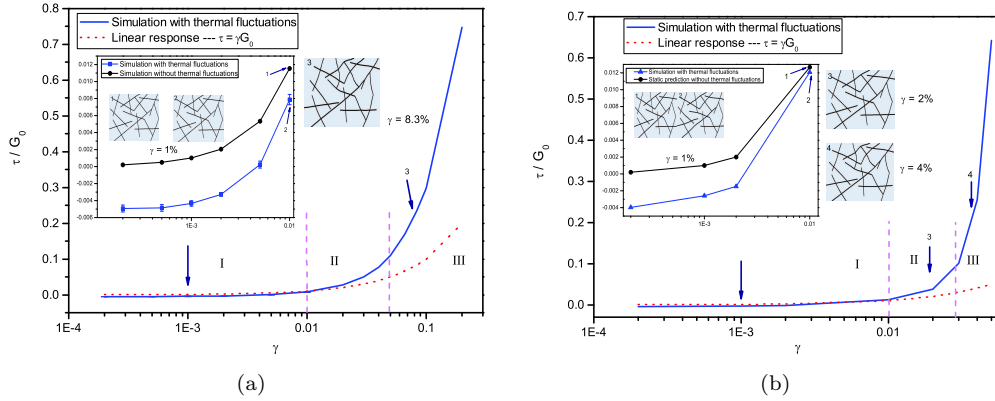 0.8
0.7
0.6
0.5
0.4
0.3
0.2
0.1
0.0
τ / G0
1E-4
1E-3
0.01
0.1
γ
Simulation with thermal fluctuations
Linear response --- τ = γG0
0.012
0.010
0.008
0.006
0.004
0.002
0.000
-0.002
-0.004
-0.006
1E-3
0.01
Simulation with thermal fluctuations
Simulation without thermal fluctuations
1
2
γ = 1%
1
2
3
γ = 8.3%
3
I
II
III
(a)
0.7
0.6
0.5
0.4
0.3
0.2
0.1
0.0
τ / G0
1E-4
1E-3
0.01
γ
Simulation with thermal fluctuations
Linear response --- τ = γG0
0.012
0.010
0.008
0.006
0.004
0.002
0.000
-0.002
-0.004
1E-3
0.01
Simulation with thermal fluctuations
Static prediction without thermal fluctuations
1
2
γ = 1%
1
2
3
γ = 2%
4
γ = 4%
3
4
I
II
III
(b)